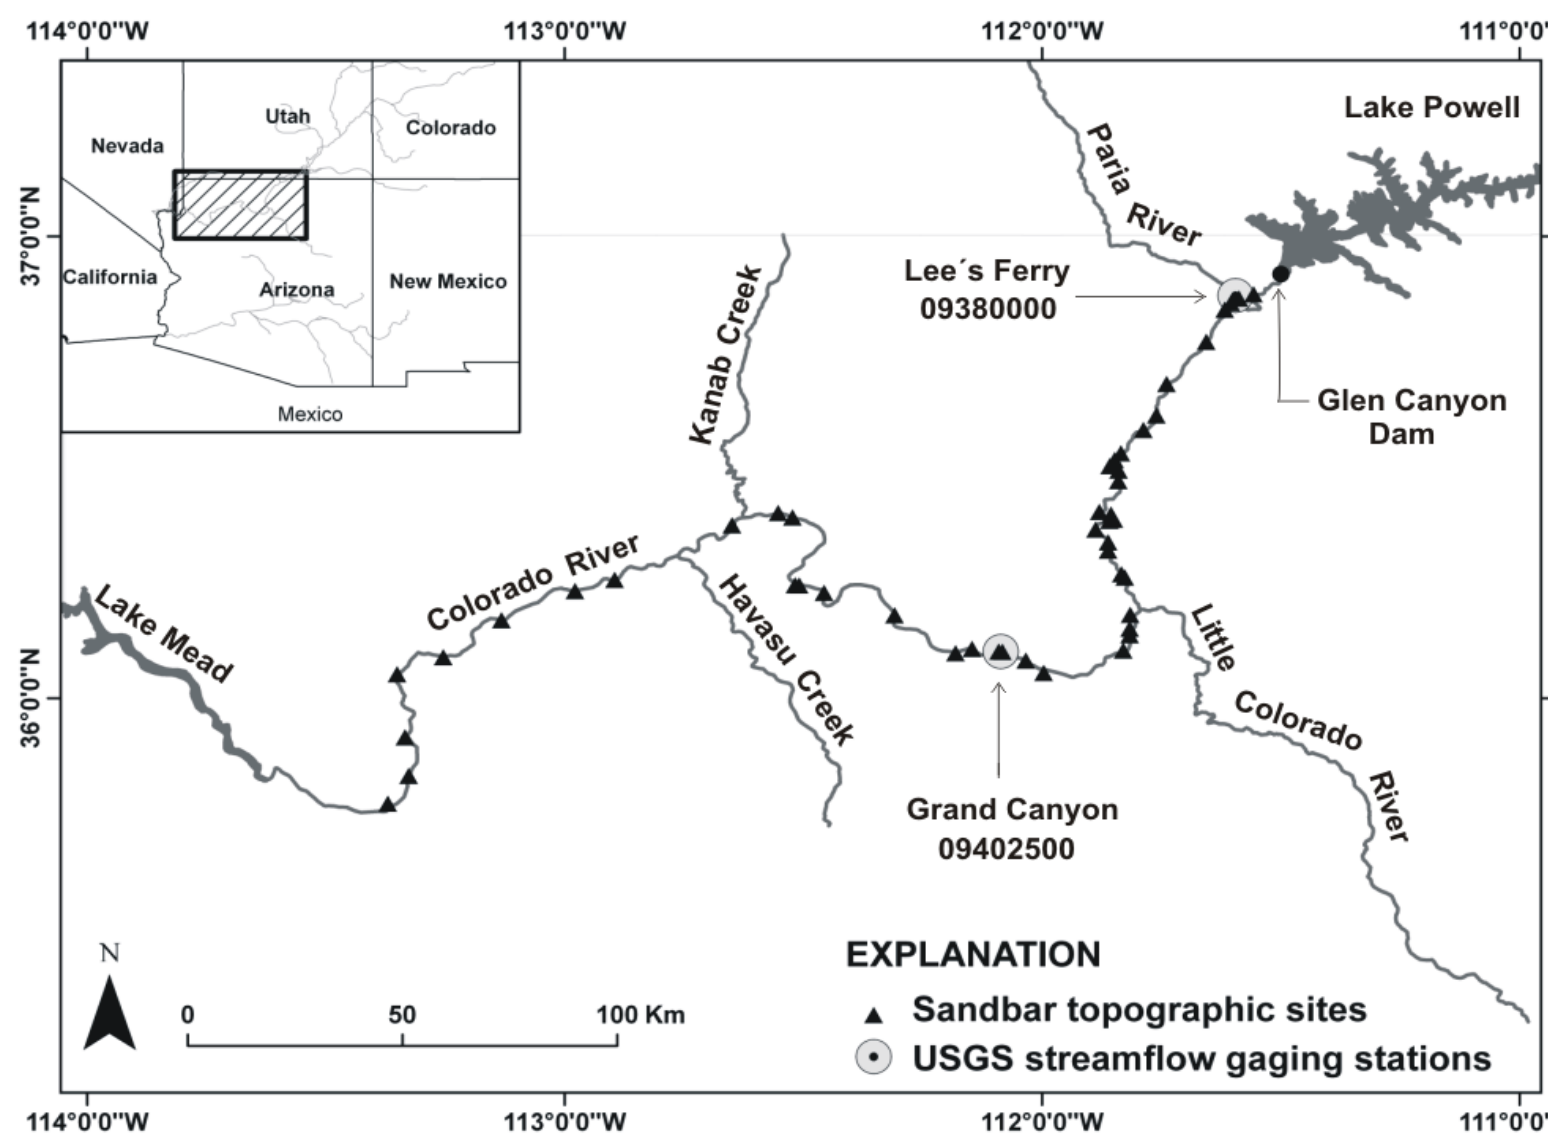 114°0'0"W
113°0'0"W
112°0'0"W
111°0'0"
Utah
Colorado
Nevada
California
Arizona
New Mexico
Mexico
Lake Powell
Paria
River
37°0'0"N
37°0'0"N
Lee´s Ferry
09380000
Kanab Creek
Glen Canyon
Dam
Colorado River
Lake Mead
Havasu Creek
Little
Colorado
River
36°0'0"N
Grand Canyon
09402500
N
0
50
100 Km
EXPLANATION
Sandbar topographic sites
USGS streamflow gaging stations
114°0'0"W
113°0'0"W
112°0'0"W
111°0'0"